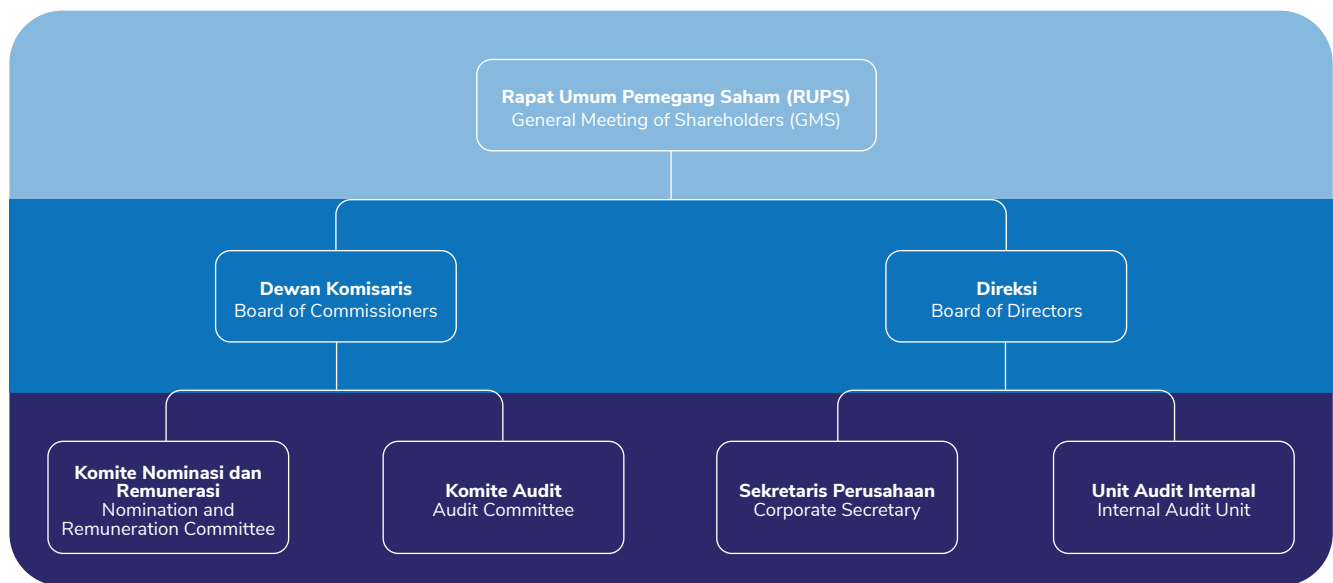 Rapat Umum Pemegang Saham (RUPS)
General Meeting of Shareholders (GMS)
Dewan Komisaris
Board of Commissioners
Direksi
Board of Directors
Komite Nominasi dan
Remunerasi
Nomination and
Remuneration Committee
Komite Audit
Audit Committee
Sekretaris Perusahaan
Corporate Secretary
Unit Audit Internal
Internal Audit Unit